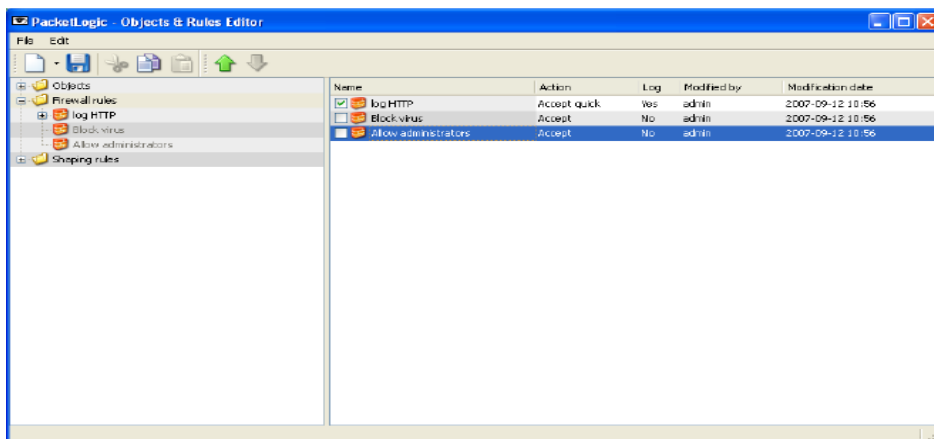 PacketLogic - Objects & Rules Editor
File Edit
Objects
Firewall rules
log HTTP
Block virus
Allow administrators
Shaping rules
Name Action Log Modified by Modification date
log HTTP Accept quick Yes admin 2007-09-12 10:56
Block virus Accept No admin 2007-09-12 10:56
Allow administrators Accept No admin 2007-09-12 10:56